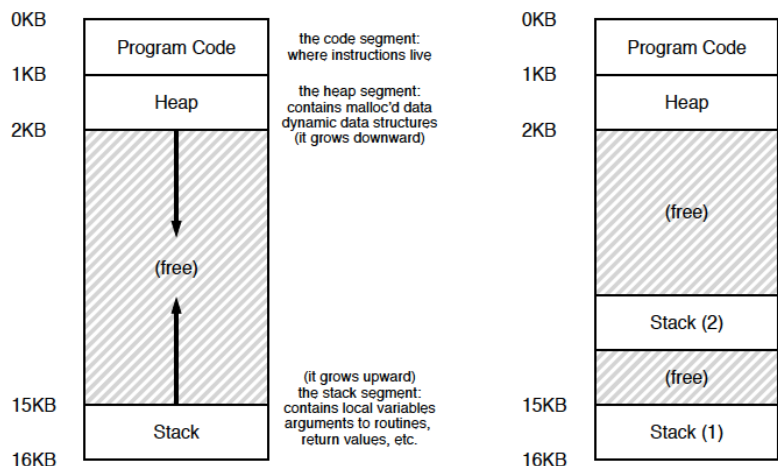 0KB
Program Code
1KB
Heap
2KB
(free)
15KB
Stack
16KB
the code segment:
where instructions live
the heap segment:
contains malloc'd data
dynamic data structures
(it grows downward)
(it grows upward)
the stack segment:
contains local variables
arguments to routines,
return values, etc.
0KB
Program Code
1KB
Heap
2KB
(free)
Stack (2)
(free)
15KB
Stack (1)
16KB